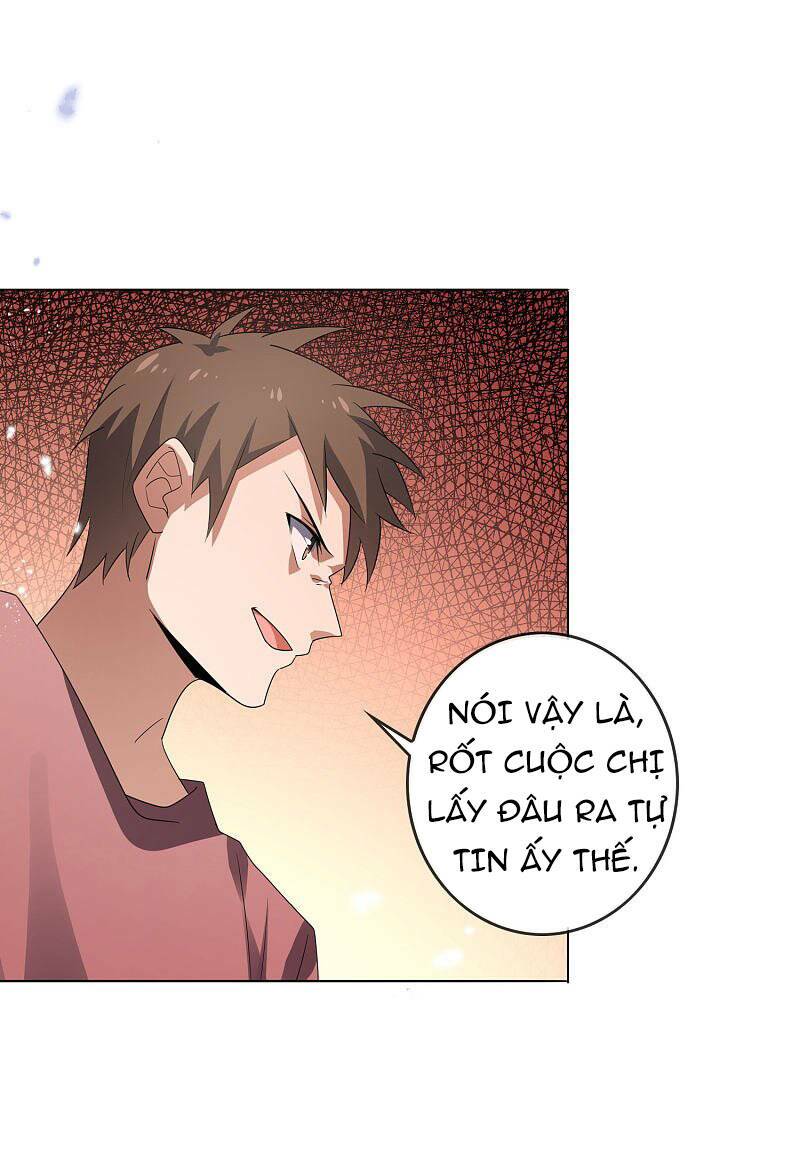 NÓI VẬY LÀ,
RỐT CUỘC CHỊ
LẤY ĐÂU RA TỰ
TIN ẤY THẾ.